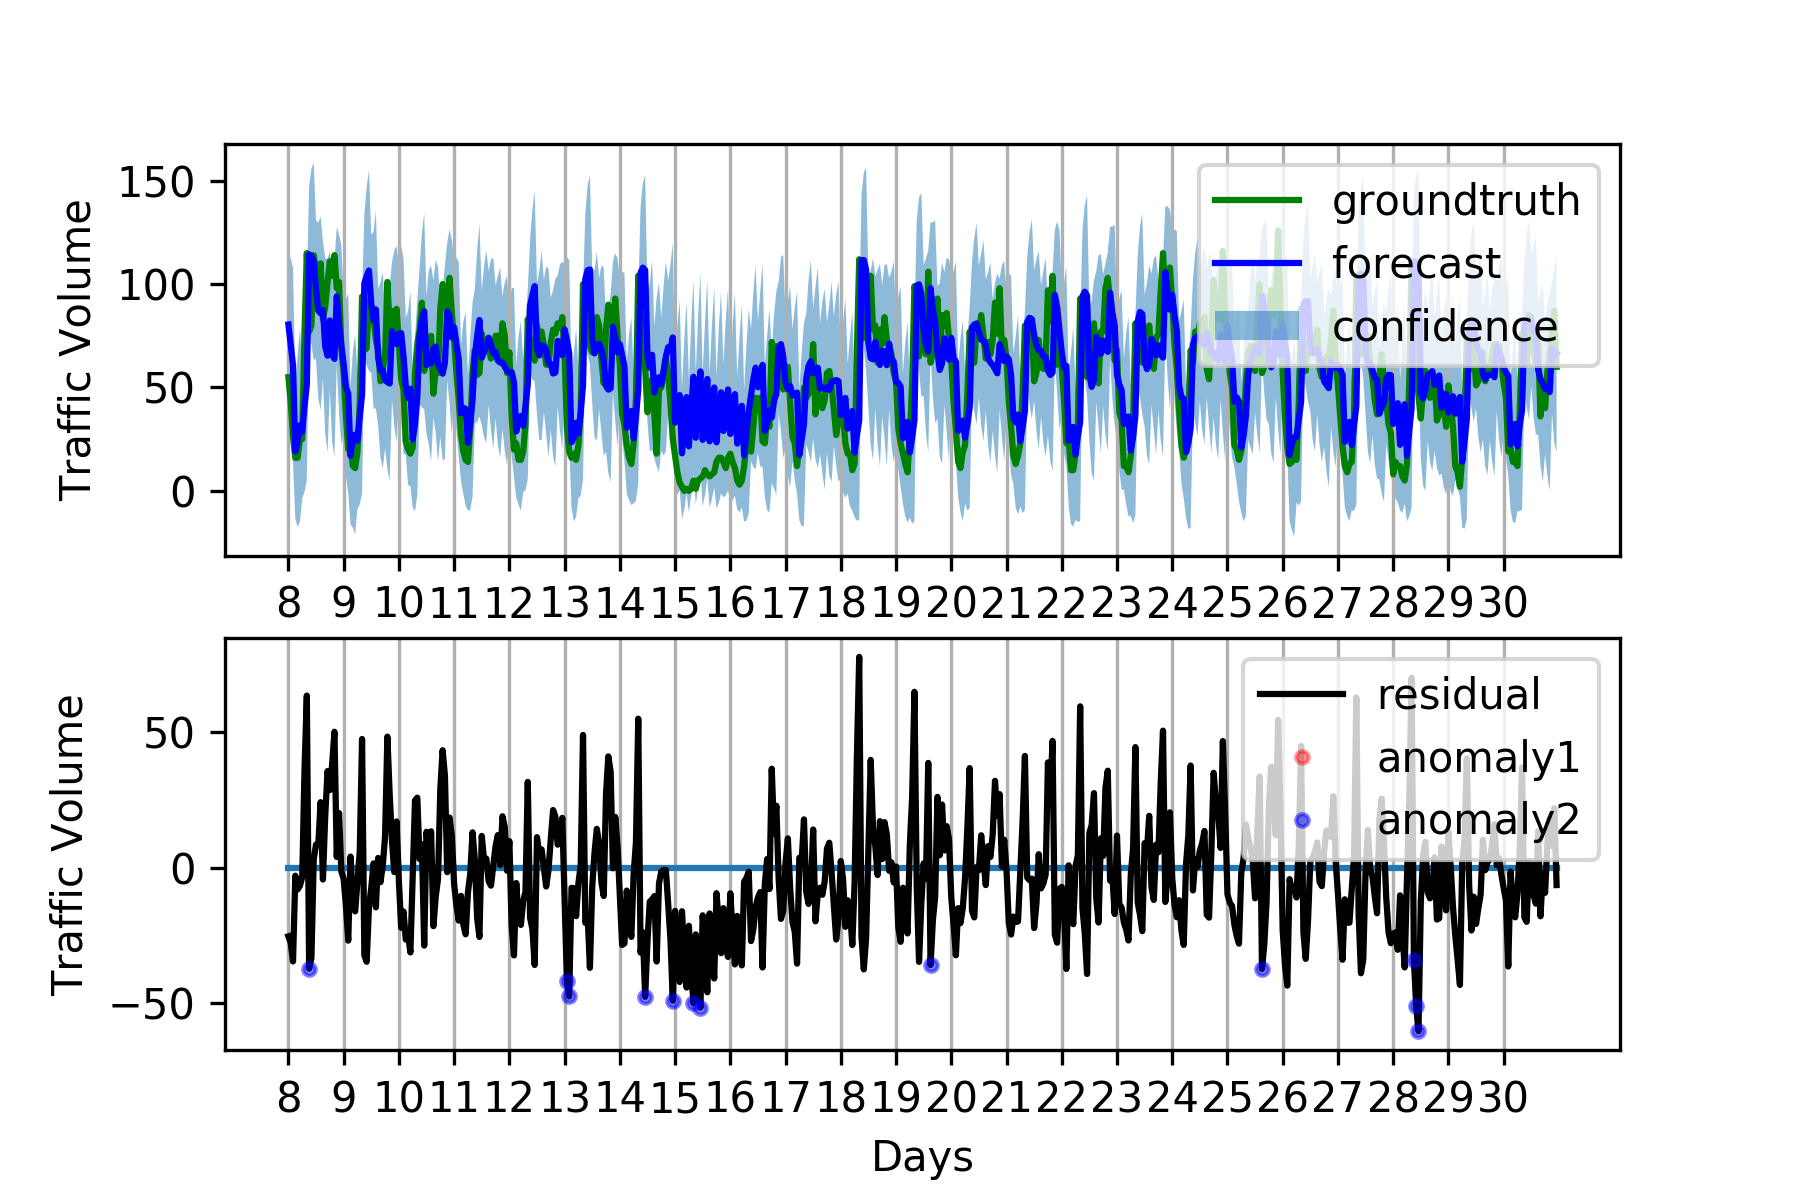 Traffic Volume
150
100
50
0
groundtruth
forecast
confidence
8 9 10 11 12 13 14 15 16 17 18 19 20 21 22 23 24 25 26 27 28 29 30
Traffic Volume
50
0
−50
residual
anomaly1
anomaly2
8 9 10 11 12 13 14 15 16 17 18 19 20 21 22 23 24 25 26 27 28 29 30
Days